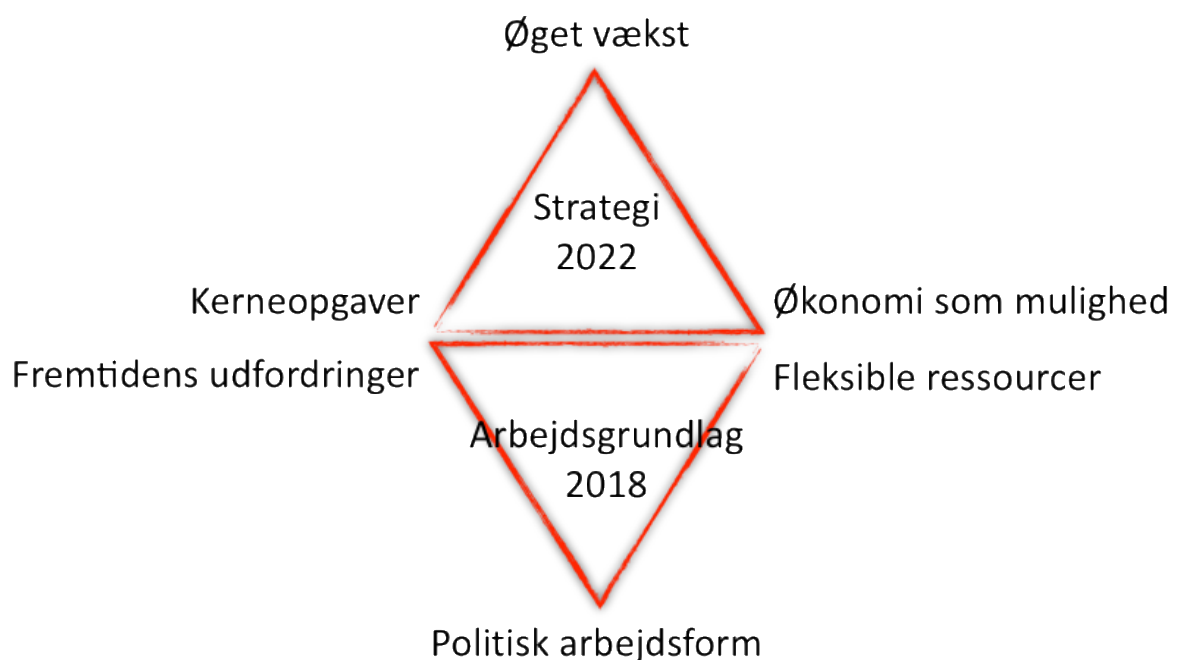 Øget vækst
Strategi
2022
Kerneopgaver
Økonomi som mulighed
Fremtidens udfordringer
Fleksible ressourcer
Arbejdsgrundlag
2018
Politisk arbejdsform